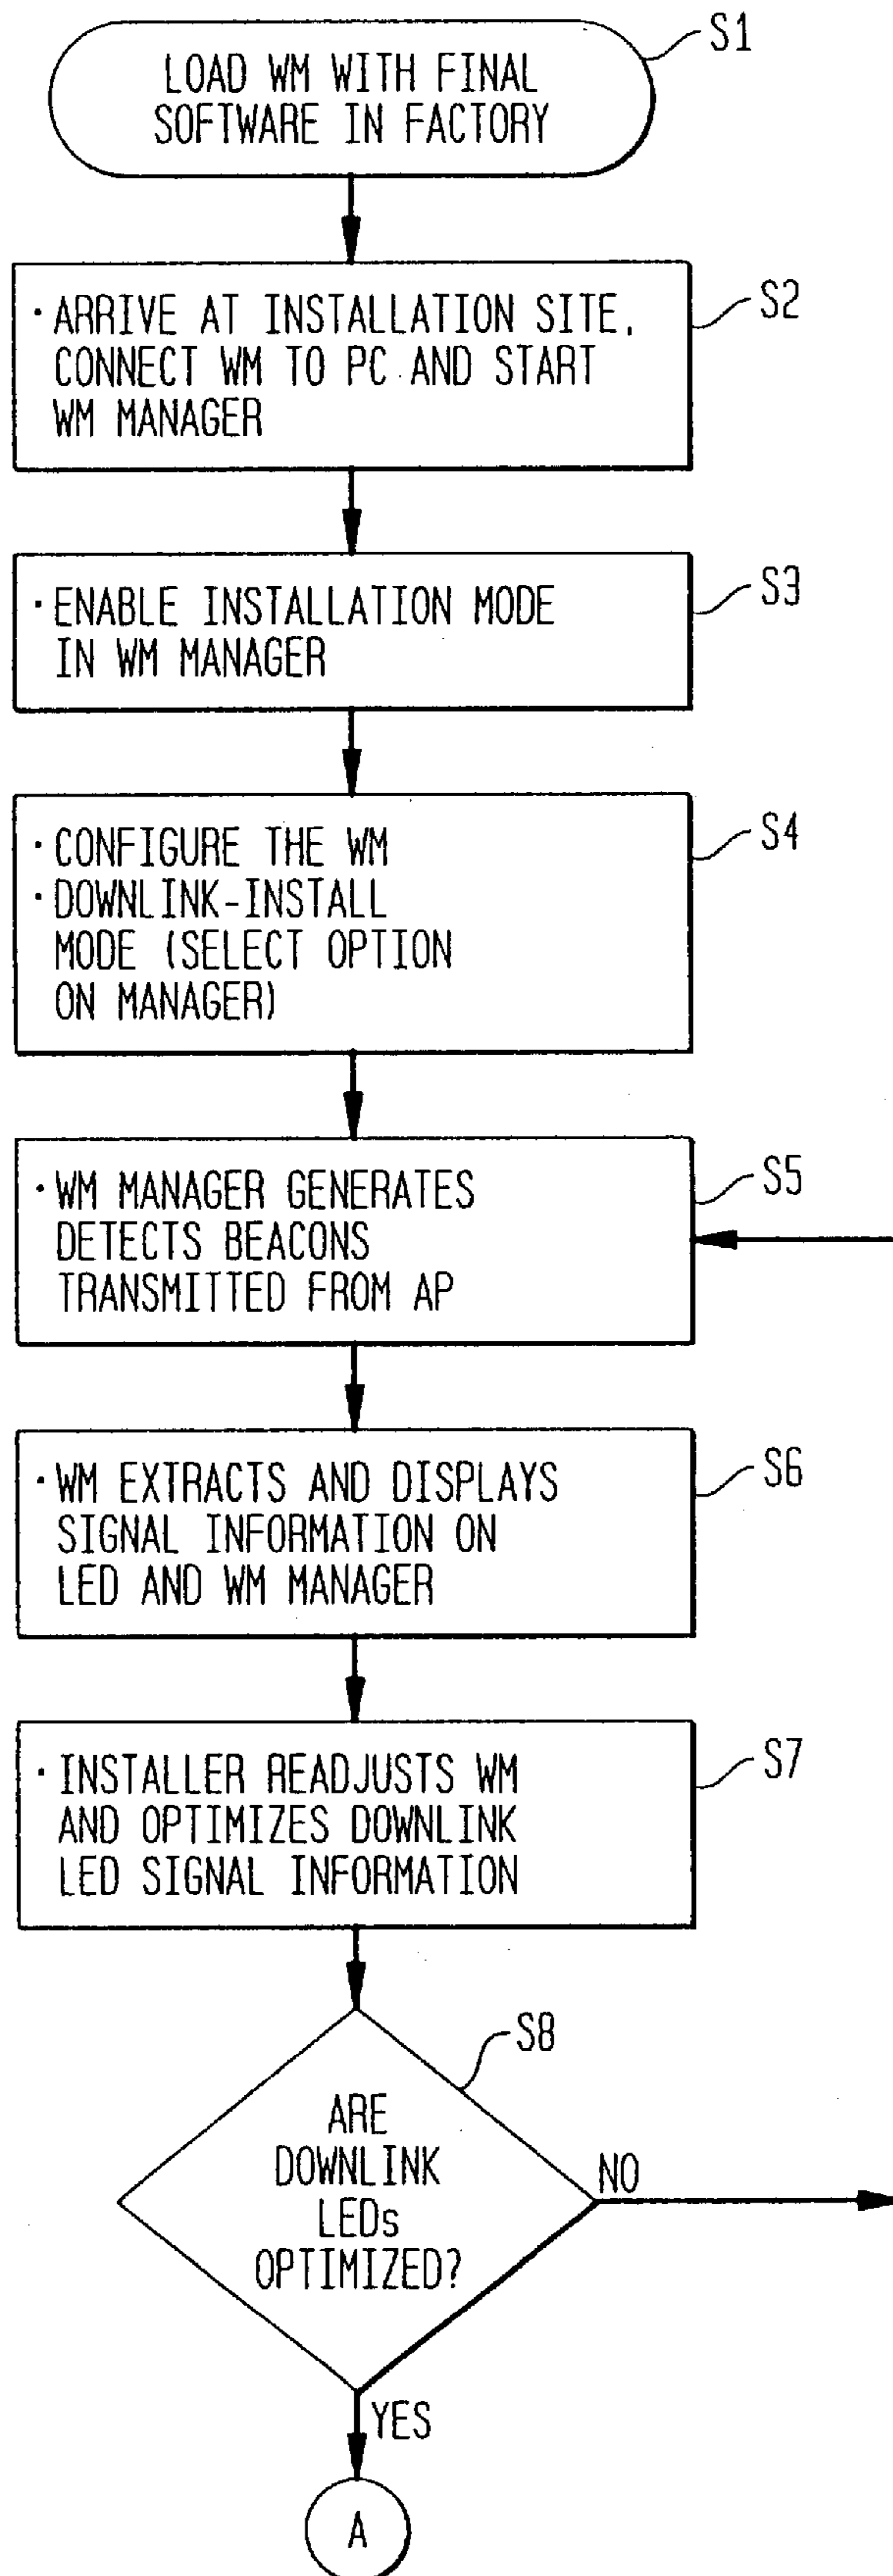 S1
LOAD WM WITH FINAL
SOFTWARE IN FACTORY
S2
· ARRIVE AT INSTALLATION SITE,
CONNECT WM TO PC AND START
WM MANAGER
S3
· ENABLE INSTALLATION MODE
IN WM MANAGER
S4
· CONFIGURE THE WM
· DOWNLINK-INSTALL
MODE (SELECT OPTION
ON MANAGER)
S5
· WM MANAGER GENERATES
DETECTS BEACONS
TRANSMITTED FROM AP
S6
· WM EXTRACTS AND DISPLAYS
SIGNAL INFORMATION ON
LED AND WM MANAGER
S7
· INSTALLER READJUSTS WM
AND OPTIMIZES DOWNLINK
LED SIGNAL INFORMATION
S8
ARE
DOWNLINK
LEDs
OPTIMIZED?
NO
YES
A